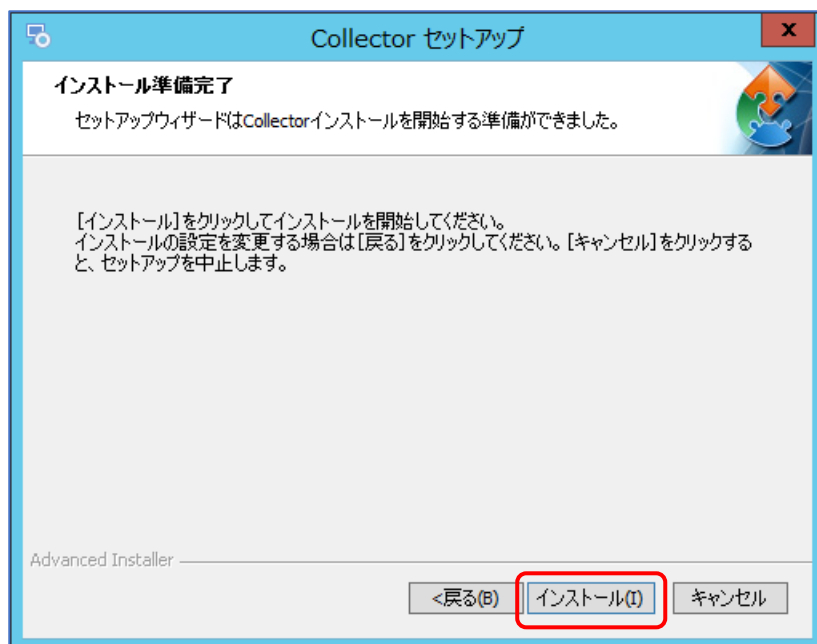 Collector セットアップ
x
インストール準備完了
セットアップウィザードはCollectorインストールを開始する準備ができました。
[インストール]をクリックしてインストールを開始してください。
インストールの設定を変更する場合は[戻る]をクリックしてください。[キャンセル]をクリックする
と、セットアップを中止します。
Advanced Installer
<戻る(B) インストール(I) キャンセル